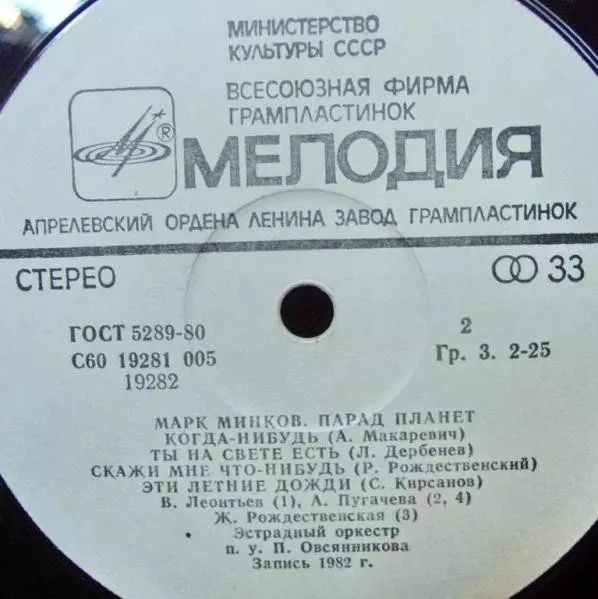 МИНИСТЕРСТВО
КУЛЬТУРЫ СССР
ВСЕСОЮЗНАЯ ФИРМА
ГРАМПЛАСТИНОК
® МЕЛОДИЯ
АПРЕЛЕВСКИЙ ОРДЕНА ЛЕНИНА ЗАВОД ГРАМПЛАСТИНОК
СТЕРЕО 33
ГОСТ 5289-80 2
С60 19281 005 Гр. 3. 2-25
19282
МАРК МИНКОВ. ПАРАД ПЛАНЕТ
КОГДА-НИБУДЬ (А. Макаревич)
ТЫ НА СВЕТЕ ЕСТЬ (Л. Дербенев)
СКАЖИ МНЕ ЧТО-НИБУДЬ (Р. Рождественский)
ЭТИ ЛЕТНИЕ ДОЖДИ (С. Кирсанов)
В. Леонтьев (1), А. Пугачева (2, 4)
Ж. Рождественская (3)
Эстрадный оркестр
п. у. П. Овсянникова
Запись 1982 г.